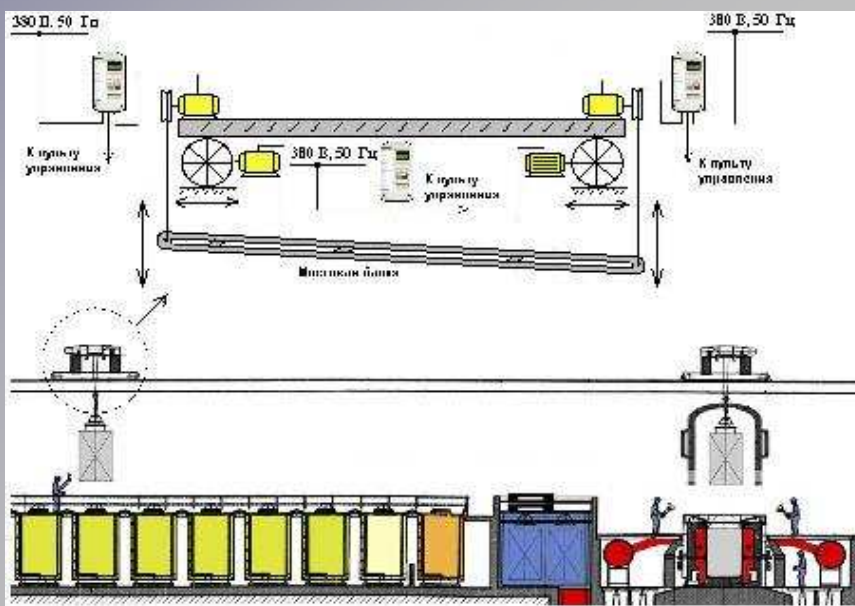 380 В, 50 Гц
380 В, 50 Гц
К пульту
управления
380 В, 50 Гц
К пульту
управления
К пульту
управления
Мостовая балка